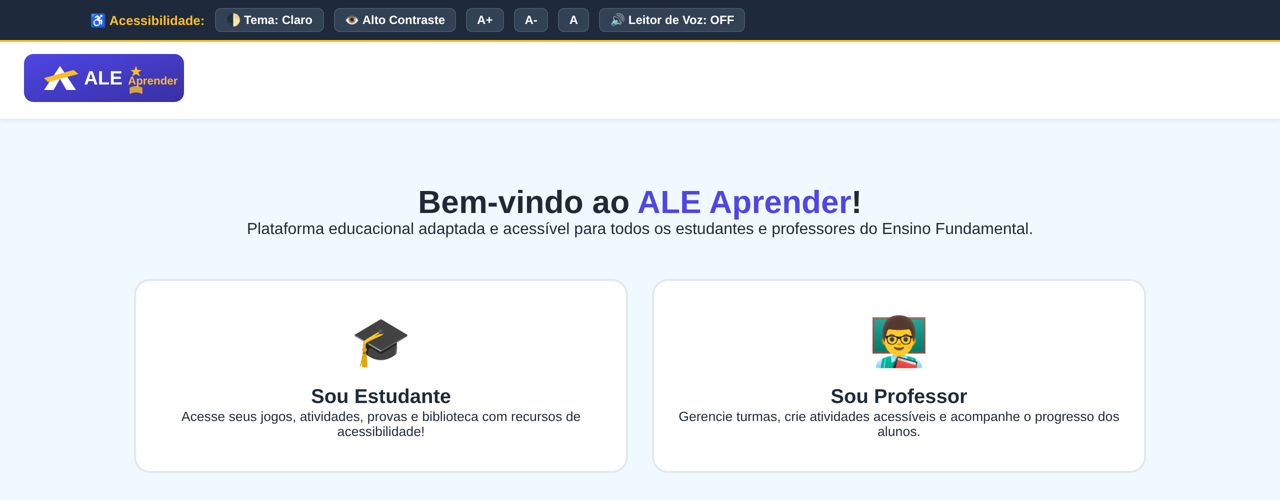 ♿ Acessibilidade: 🌓 Tema: Claro 👁️ Alto Contraste A+ A- A 🔊 Leitor de Voz: OFF
ALE Aprender
Bem-vindo ao ALE Aprender!
Plataforma educacional adaptada e acessível para todos os estudantes e professores do Ensino Fundamental.
Sou Estudante
Acesse seus jogos, atividades, provas e biblioteca com recursos de
acessibilidade!
Sou Professor
Gerencie turmas, crie atividades acessíveis e acompanhe o progresso dos
alunos.